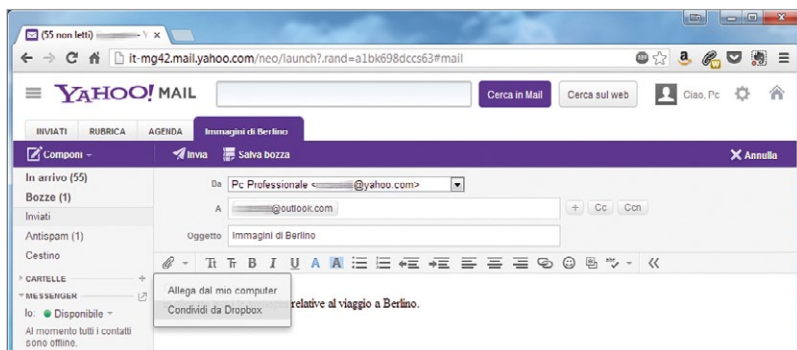 (55 non letti)
it-mg42.mail.yahoo.com/neo/launch?.rand=a1bk698dccs63#mail
YAHOO! MAIL
Cerca in Mail
Cerca sul web
Ciao, Pc
INVIATI RUBRICA AGENDA Immagini di Berlino
Componi
Invia
Salva bozza
Annulla
In arrivo (55)
Bozze (1)
Inviati
Antispam (1)
Cestino
CARTELLE
MESSENGER
Io: Disponibile
Al momento tutti i contatti
sono offline.
Da Pc Professionale < @yahoo.com>
A @outlook.com
+ Cc Ccn
Oggetto Immagini di Berlino
Tt Tr B I U A A
Allega dal mio computer
Condividi da Dropbox
relative al viaggio a Berlino.